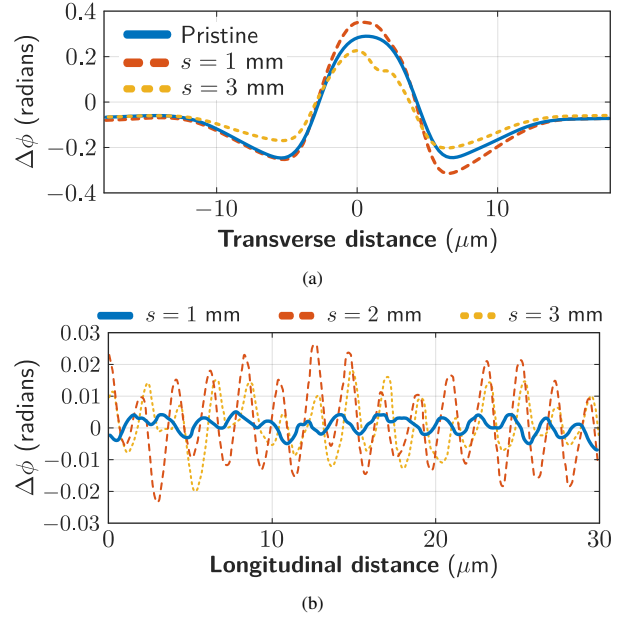 0.4
0.2
0
−0.2
−0.4
Δϕ (radians)
Pristine
s = 1 mm
s = 3 mm
−10
0
10
Transverse distance (μm)
(a)
s = 1 mm
s = 2 mm
s = 3 mm
0.03
0.02
0.01
0
−0.01
−0.02
−0.03
Δϕ (radians)
0
10
20
30
Longitudinal distance (μm)
(b)